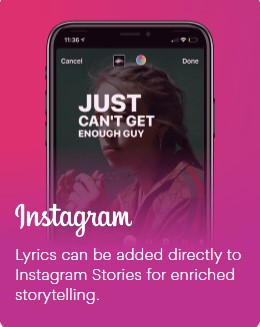 11:36
Cancel
Done
JUST
CAN'T GET
ENOUGH GUY
Instagram
Lyrics can be added directly to
Instagram Stories for enriched
storytelling.